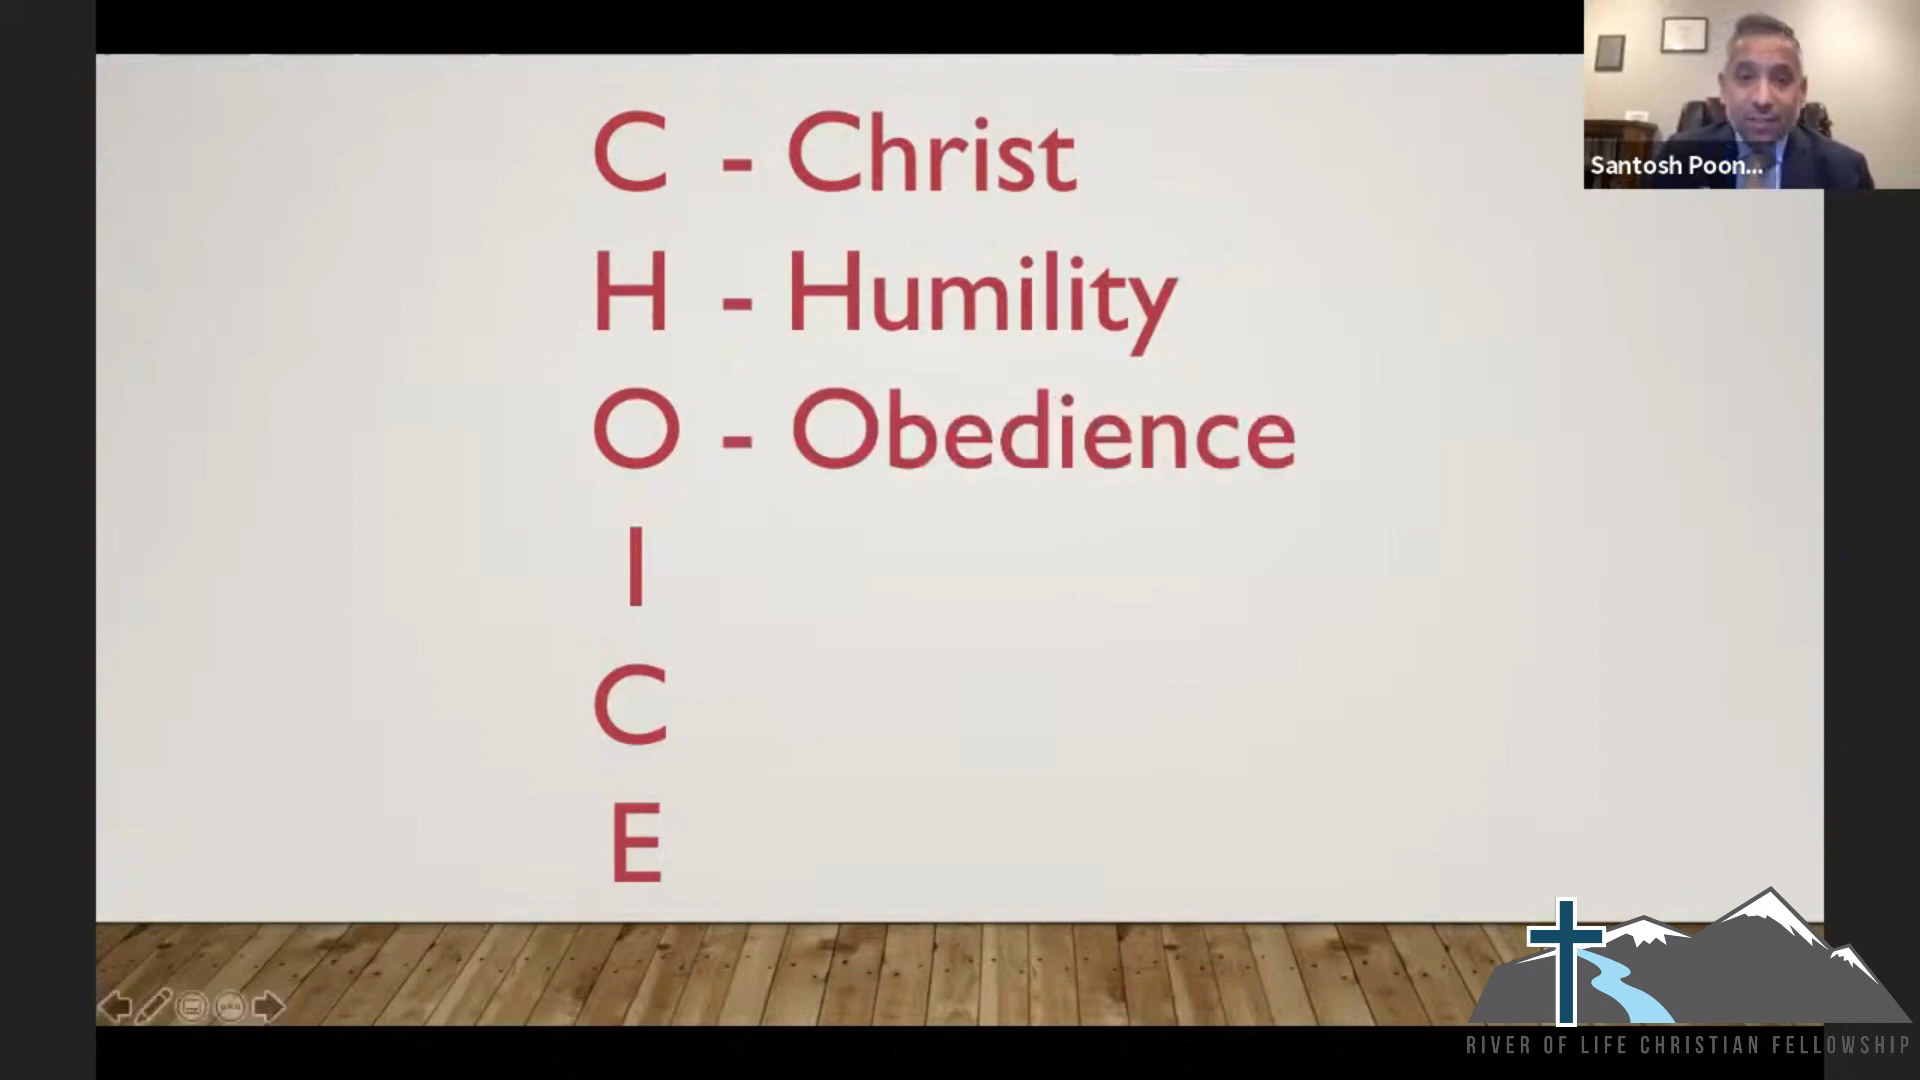 C - Christ
H - Humility
O - Obedience
I
C
E
Santosh Poon...
RIVER OF LIFE CHRISTIAN FELLOWSHIP